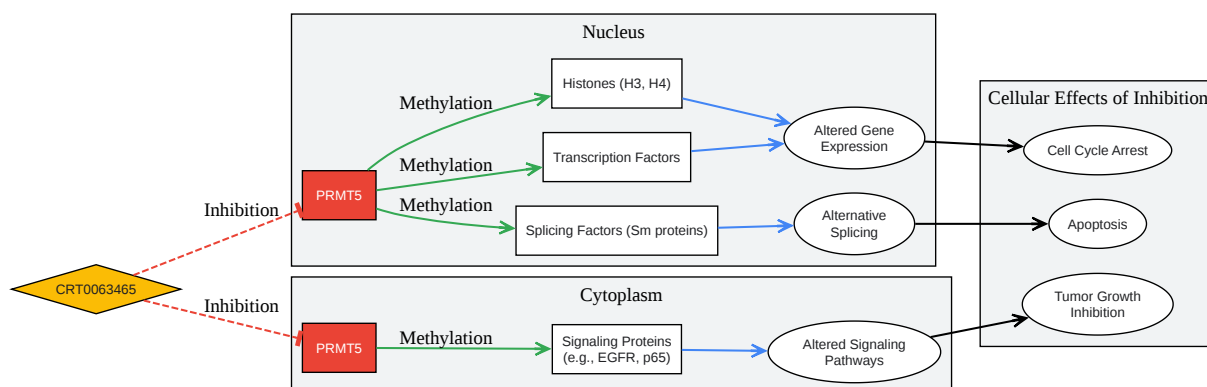 Nucleus
Histones (H3, H4)
Methylation
Altered Gene
Expression
Transcription Factors
Methylation
PRMT5
Methylation
Splicing Factors (Sm proteins)
Alternative
Splicing
Inhibition
CRT0063465
Inhibition
Cytoplasm
PRMT5
Methylation
Signaling Proteins
(e.g., EGFR, p65)
Altered Signaling
Pathways
Cellular Effects of Inhibition
Cell Cycle Arrest
Apoptosis
Tumor Growth
Inhibition